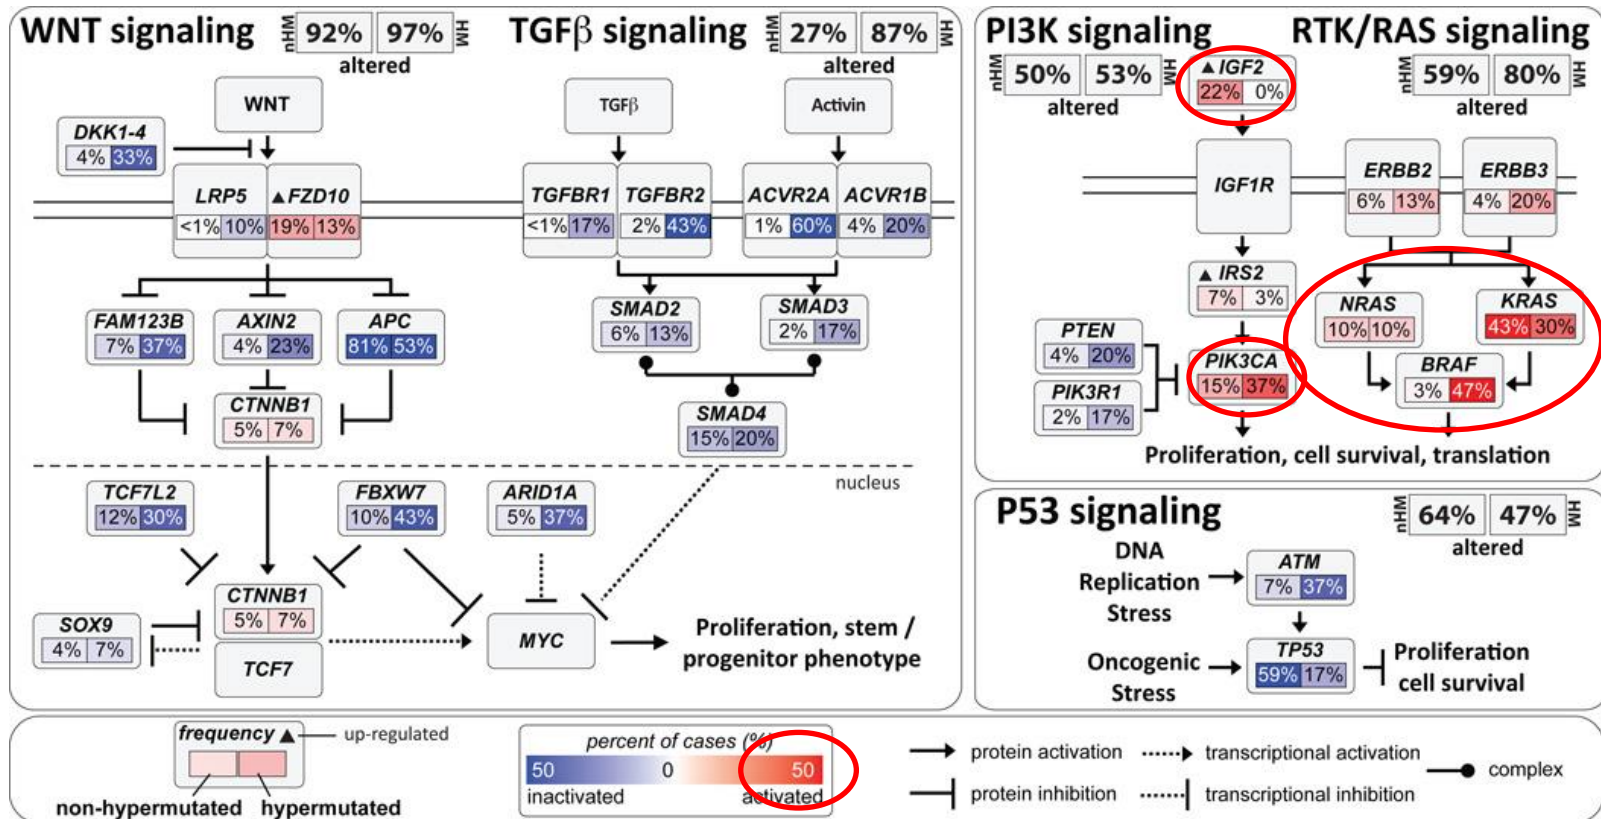 WNT signaling
nHM
92%
97%
HM
altered
WNT
DKK1-4
4% 33%
LRP5
<1% 10%
▲FZD10
19% 13%
FAM123B
7% 37%
AXIN2
4% 23%
APC
81% 53%
CTNNB1
5% 7%
TGFβ signaling
nHM
27%
87%
HM
altered
TGFβ
Activin
TGFBR1
<1% 17%
TGFBR2
2% 43%
ACVR2A
1% 60%
ACVR1B
4% 20%
SMAD2
6% 13%
SMAD3
2% 17%
SMAD4
15% 20%
nucleus
TCF7L2
12% 30%
FBXW7
10% 43%
ARID1A
5% 37%
SOX9
4% 7%
CTNNB1
5% 7%
TCF7
MYC
Proliferation, stem /
progenitor phenotype
PI3K signaling
nHM
50%
53%
HM
altered
▲IGF2
22% 0%
IGF1R
▲IRS2
7% 3%
PTEN
4% 20%
PIK3R1
2% 17%
PIK3CA
15% 37%
RTK/RAS signaling
nHM
59%
80%
HM
altered
ERBB2
6% 13%
ERBB3
4% 20%
NRAS
10% 10%
KRAS
43% 30%
BRAF
3% 47%
Proliferation, cell survival, translation
P53 signaling
nHM
64%
47%
HM
altered
DNA
Replication
Stress
ATM
7% 37%
Oncogenic
Stress
TP53
59% 17%
Proliferation
cell survival
frequency ▲
up-regulated
non-hypermutated
hypermutated
percent of cases (%)
50 0 50
inactivated activated
protein activation
transcriptional activation
complex
protein inhibition
transcriptional inhibition